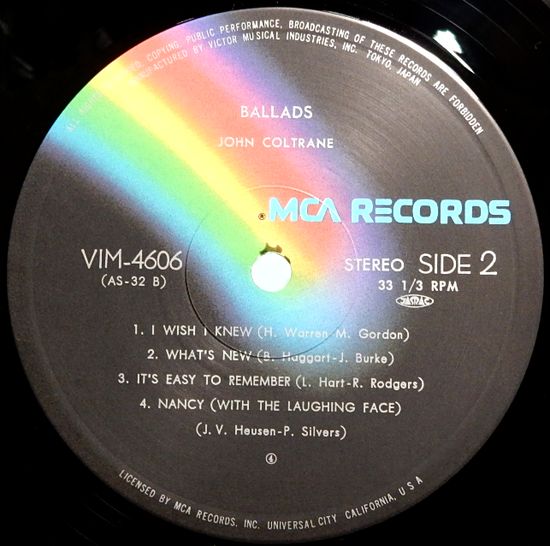 ALL COPYING, PUBLIC PERFORMANCE, BROADCASTING OF THESE RECORDS ARE FORBIDDEN
MANUFACTURED BY VICTOR MUSICAL INDUSTRIES, INC. TOKYO, JAPAN
BALLADS
JOHN COLTRANE
MCA RECORDS
VIM-4606
(AS-32 B)
STEREO SIDE 2
33 1/3 RPM
JASRAC
1. I WISH I KNEW (H. Warren-M. Gordon)
2. WHAT'S NEW (B. Haggart-J. Burke)
3. IT'S EASY TO REMEMBER (L. Hart-R. Rodgers)
4. NANCY (WITH THE LAUGHING FACE)
(J. V. Heusen-P. Silvers)
④
LICENSED BY MCA RECORDS, INC. UNIVERSAL CITY, CALIFORNIA, U S A